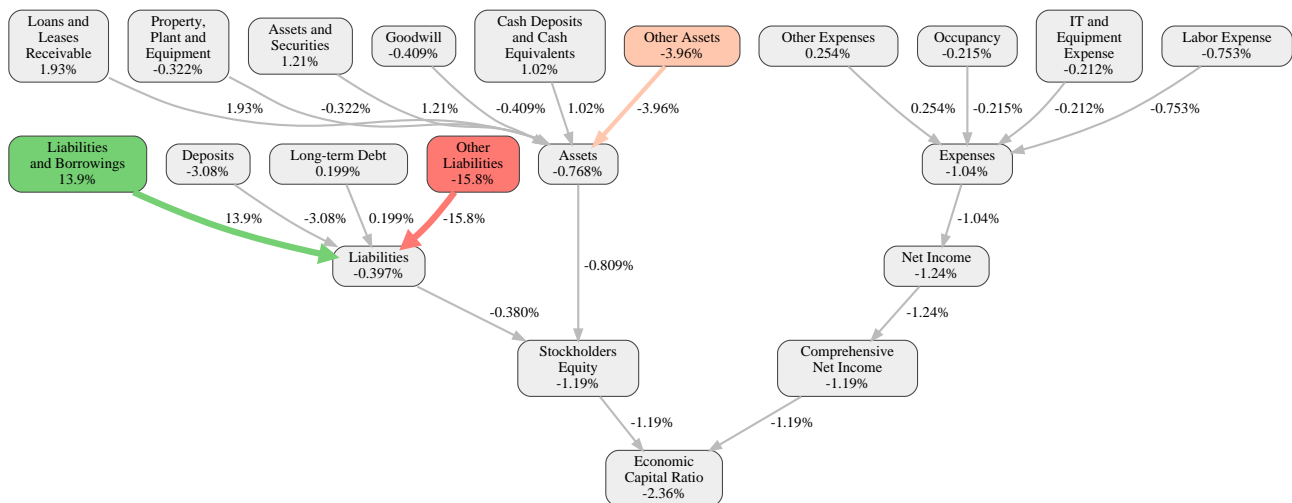 Loans and
Leases
Receivable
1.93%
Property,
Plant and
Equipment
-0.322%
Assets and
Securities
1.21%
Goodwill
-0.409%
Cash Deposits
and Cash
Equivalents
1.02%
Other Assets
-3.96%
Other Expenses
0.254%
Occupancy
-0.215%
IT and
Equipment
Expense
-0.212%
Labor Expense
-0.753%
1.93%
-0.322%
1.21%
-0.409%
1.02%
-3.96%
0.254%
-0.215%
-0.212%
-0.753%
Liabilities
and Borrowings
13.9%
Deposits
-3.08%
Long-term Debt
0.199%
Other
Liabilities
-15.8%
Assets
-0.768%
Expenses
-1.04%
13.9%
-3.08%
0.199%
-15.8%
-0.809%
-1.04%
Liabilities
-0.397%
Net Income
-1.24%
-0.380%
-1.24%
Stockholders
Equity
-1.19%
Comprehensive
Net Income
-1.19%
-1.19%
-1.19%
Economic
Capital Ratio
-2.36%